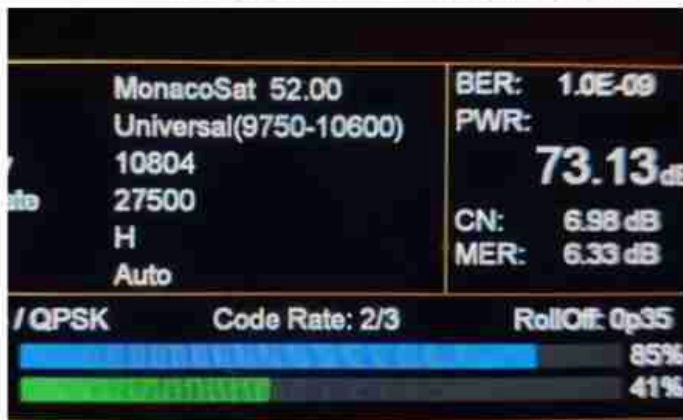 MonacoSat 52.00
Universal(9750-10600)
10804
27500
H
Auto
BER: 1.0E-09
PWR:
73.13dB
CN: 6.98 dB
MER: 6.33 dB
/ QPSK Code Rate: 2/3 RollOff: 0p35
85%
41%